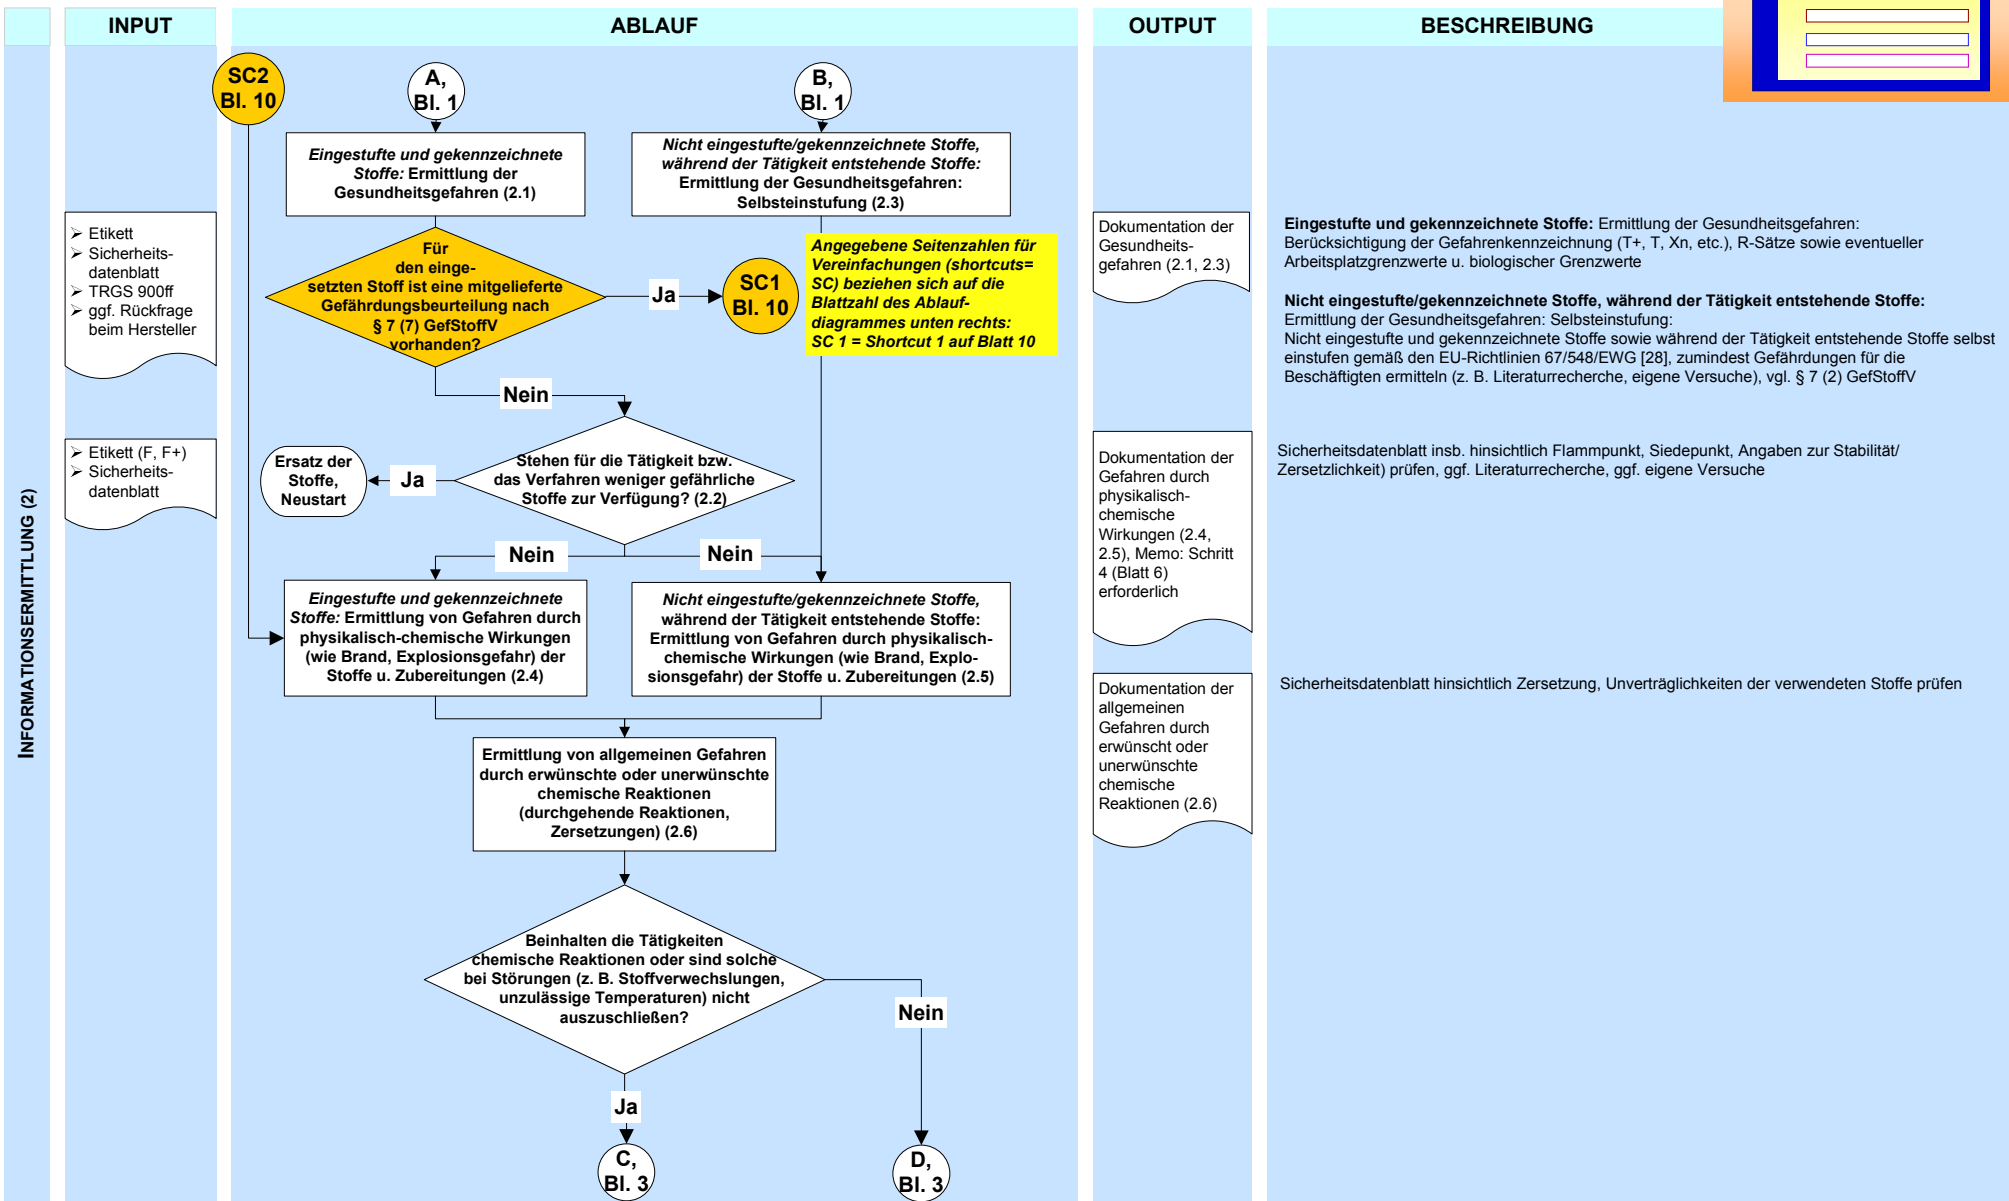 INPUT
ABLAUF
OUTPUT
BESCHREIBUNG
INFORMATIONSERMITTLUNG (2)
SC2
Bl. 10
A,
Bl. 1
B,
Bl. 1
Eingestufte und gekennzeichnete
Stoffe: Ermittlung der
Gesundheitsgefahren (2.1)
Nicht eingestufte/gekennzeichnete Stoffe,
während der Tätigkeit entstehende Stoffe:
Ermittlung der Gesundheitsgefahren:
Selbsteinstufung (2.3)
➢ Etikett
➢ Sicherheits-
datenblatt
➢ TRGS 900ff
➢ ggf. Rückfrage
beim Hersteller
Für
den einge-
setzten Stoff ist eine mitgelieferte
Gefährdungsbeurteilung nach
§ 7 (7) GefStoffV
vorhanden?
Ja
SC1
Bl. 10
Angegebene Seitenzahlen für
Vereinfachungen (shortcuts=
SC) beziehen sich auf die
Blattzahl des Ablauf-
diagrammes unten rechts:
SC 1 = Shortcut 1 auf Blatt 10
Dokumentation der
Gesundheits-
gefahren (2.1, 2.3)
Eingestufte und gekennzeichnete Stoffe: Ermittlung der Gesundheitsgefahren:
Berücksichtigung der Gefahrenkennzeichnung (T+, T, Xn, etc.), R-Sätze sowie eventueller
Arbeitsplatzgrenzwerte u. biologischer Grenzwerte
Nicht eingestufte/gekennzeichnete Stoffe, während der Tätigkeit entstehende Stoffe:
Ermittlung der Gesundheitsgefahren: Selbsteinstufung:
Nicht eingestufte und gekennzeichnete Stoffe sowie während der Tätigkeit entstehende Stoffe selbst
einstufen gemäß den EU-Richtlinien 67/548/EWG [28], zumindest Gefährdungen für die
Beschäftigten ermitteln (z. B. Literaturrecherche, eigene Versuche), vgl. § 7 (2) GefStoffV
Nein
➢ Etikett (F, F+)
➢ Sicherheits-
datenblatt
Ersatz der
Stoffe,
Neustart
Ja
Stehen für die Tätigkeit bzw.
das Verfahren weniger gefährliche
Stoffe zur Verfügung? (2.2)
Dokumentation der
Gefahren durch
physikalisch-
chemische
Wirkungen (2.4,
2.5), Memo: Schritt
4 (Blatt 6)
erforderlich
Sicherheitsdatenblatt insb. hinsichtlich Flammpunkt, Siedepunkt, Angaben zur Stabilität/
Zersetzlichkeit) prüfen, ggf. Literaturrecherche, ggf. eigene Versuche
Nein
Nein
Eingestufte und gekennzeichnete
Stoffe: Ermittlung von Gefahren durch
physikalisch-chemische Wirkungen
(wie Brand, Explosionsgefahr) der
Stoffe u. Zubereitungen (2.4)
Nicht eingestufte/gekennzeichnete Stoffe,
während der Tätigkeit entstehende Stoffe:
Ermittlung von Gefahren durch physikalisch-
chemische Wirkungen (wie Brand, Explo-
sionsgefahr) der Stoffe u. Zubereitungen (2.5)
Dokumentation der
allgemeinen
Gefahren durch
erwünscht oder
unerwünschte
chemische
Reaktionen (2.6)
Sicherheitsdatenblatt hinsichtlich Zersetzung, Unverträglichkeiten der verwendeten Stoffe prüfen
Ermittlung von allgemeinen Gefahren
durch erwünschte oder unerwünschte
chemische Reaktionen
(durchgehende Reaktionen,
Zersetzungen) (2.6)
Beinhalten die Tätigkeiten
chemische Reaktionen oder sind solche
bei Störungen (z. B. Stoffverwechslungen,
unzulässige Temperaturen) nicht
auszuschließen?
Nein
Ja
C,
Bl. 3
D,
Bl. 3